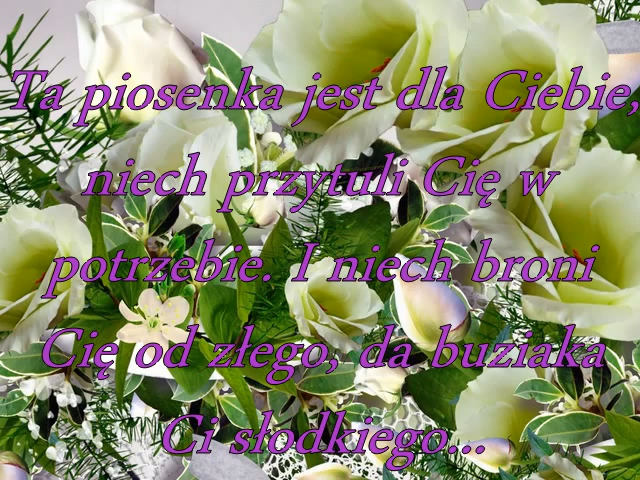 Ta piosenka jest dla Ciebie,
niech przytuli Cię w
potrzebie. I niech broni
Cię od złego, da buziaka
Ci słodkiego...